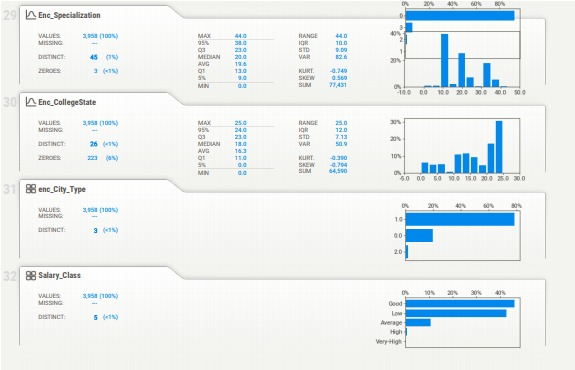 29 Enc_Specialization
VALUES: 3,958 (100%)
MISSING: ---
DISTINCT: 45 (1%)
ZEROES: 3 (<1%)
MAX 44.0
95% 38.0
Q3 23.0
MEDIAN 20.0
AVG 19.6
Q1 13.0
5% 9.0
MIN 0.0
RANGE 44.0
IQR 10.0
STD 9.09
VAR 82.6
KURT. -0.749
SKEW 0.569
SUM 77,431
0% 20% 40% 60% 80%
0
2
1
3
40%
20%
0%
-10.0 0.0 10.0 20.0 30.0 40.0 50.0
30 Enc_CollegeState
VALUES: 3,958 (100%)
MISSING: ---
DISTINCT: 26 (<1%)
ZEROES: 223 (6%)
MAX 25.0
95% 24.0
Q3 23.0
MEDIAN 18.0
AVG 16.3
Q1 11.0
5% 0.0
MIN 0.0
RANGE 25.0
IQR 12.0
STD 7.13
VAR 50.9
KURT. -0.390
SKEW -0.794
SUM 64,590
30%
20%
10%
0%
-5.0 0.0 5.0 10.0 15.0 20.0 25.0 30.0
31 enc_City_Type
VALUES: 3,958 (100%)
MISSING: ---
DISTINCT: 3 (<1%)
0% 20% 40% 60% 80%
1.0
0.0
2.0
32 Salary_Class
VALUES: 3,958 (100%)
MISSING: ---
DISTINCT: 5 (<1%)
0% 10% 20% 30% 40%
Good
Low
Average
High
Very-High